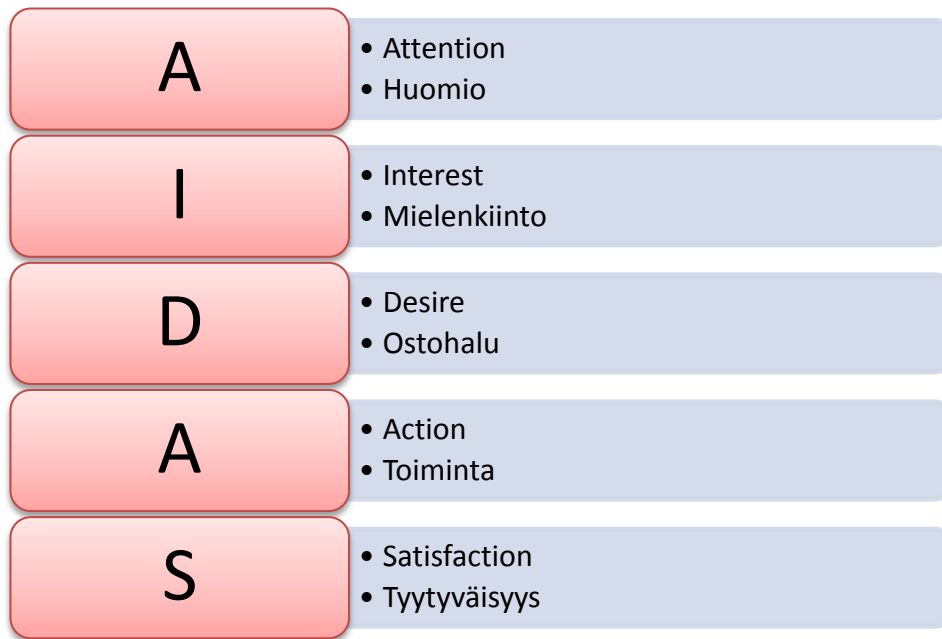 A
• Attention
• Huomio
I
• Interest
• Mielenkiinto
D
• Desire
• Ostohalu
A
• Action
• Toiminta
S
• Satisfaction
• Tyytyväisyys